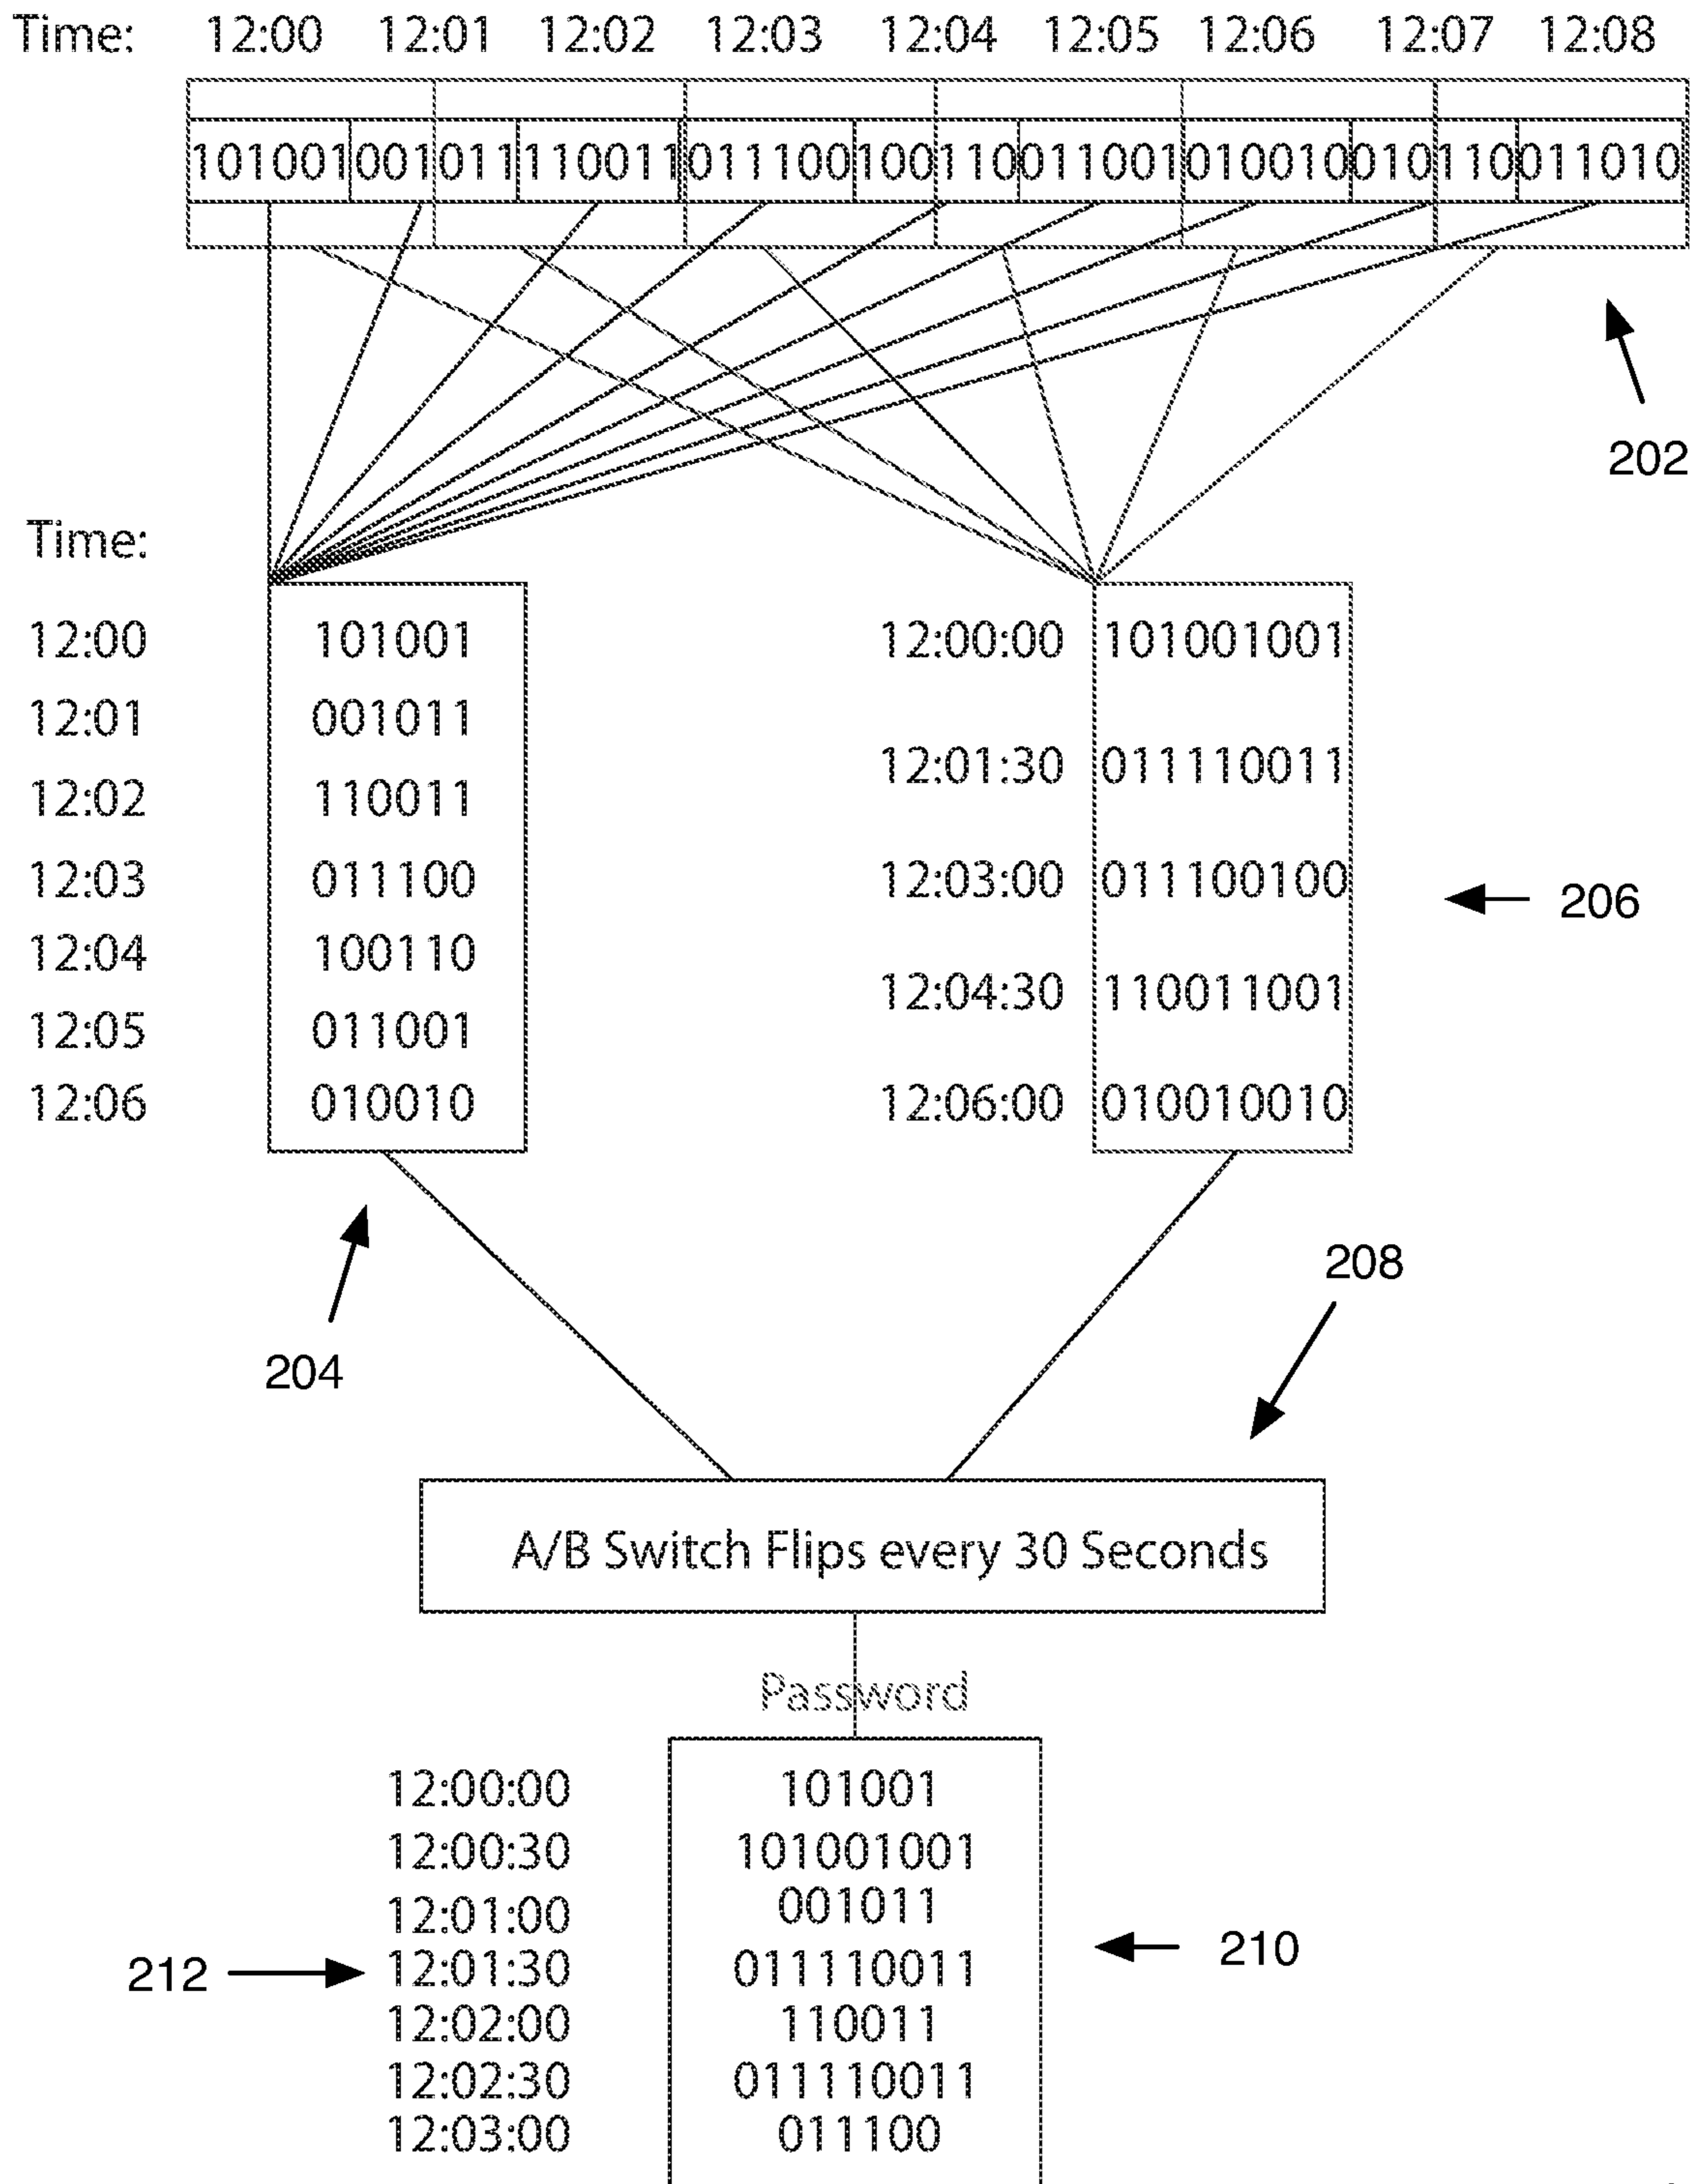 Time: 12:00 12:01 12:02 12:03 12:04 12:05 12:06 12:07 12:08
101001 001 011 110011 011100 100 110 011001 010010 010 110 011010
202
Time:
12:00 101001 12:00:00 101001001
12:01 001011
12:01:30 011110011
12:02 110011
12:03 011100 12:03:00 011100100
206
12:04 100110
12:04:30 110011001
12:05 011001
12:06 010010 12:06:00 010010010
208
204
A/B Switch Flips every 30 Seconds
Password
12:00:00 101001
12:00:30 101001001
12:01:00 001011
210
212 12:01:30 011110011
12:02:00 110011
12:02:30 011110011
12:03:00 011100